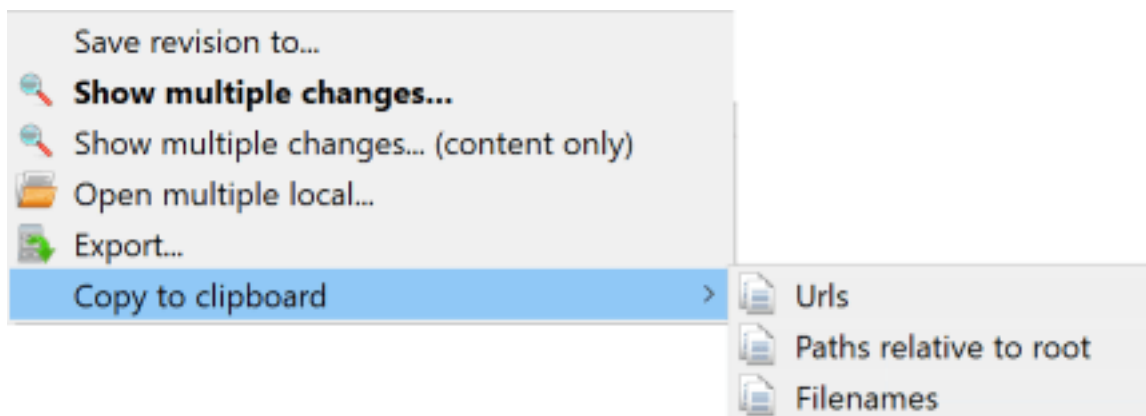 Save revision to...
Show multiple changes...
Show multiple changes... (content only)
Open multiple local...
Export...
Copy to clipboard
Urls
Paths relative to root
Filenames